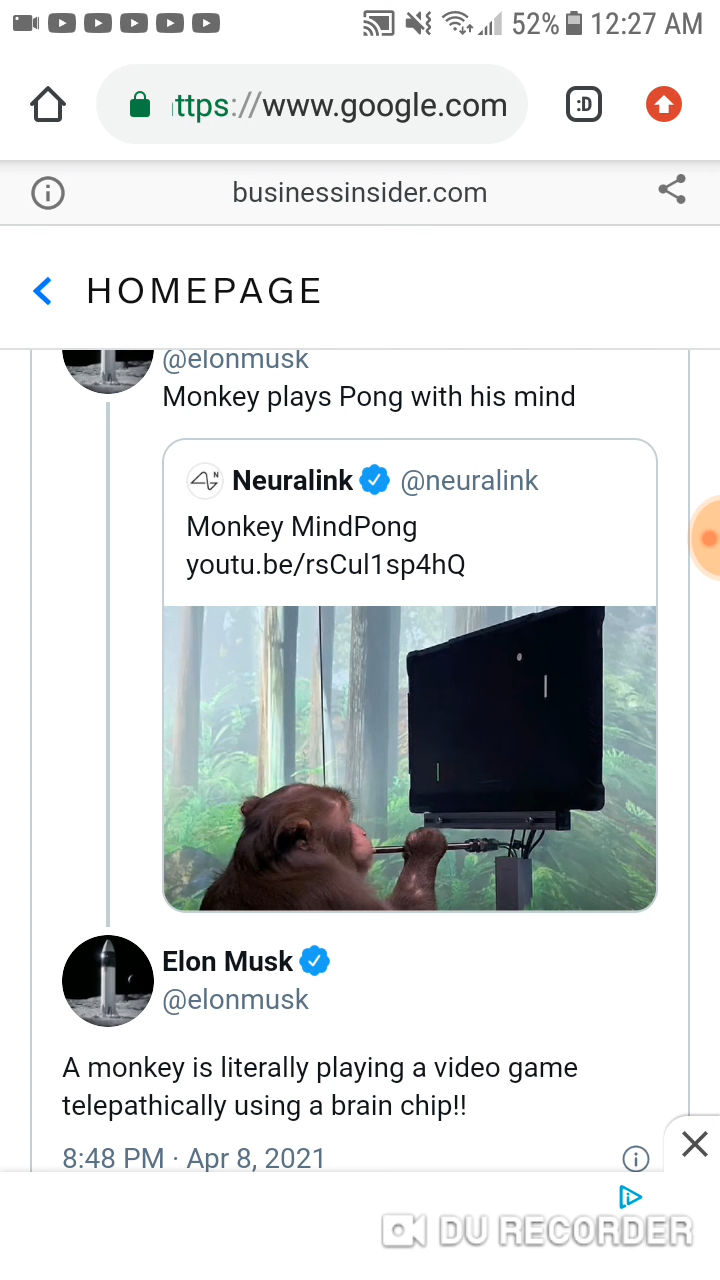 52% 12:27 AM
ttps://www.google.com
:D
businessinsider.com
HOMEPAGE
@elonmusk
Monkey plays Pong with his mind
Neuralink @neuralink
Monkey MindPong
youtu.be/rsCul1sp4hQ
Elon Musk
@elonmusk
A monkey is literally playing a video game
telepathically using a brain chip!!
8:48 PM · Apr 8, 2021
DU RECORDER